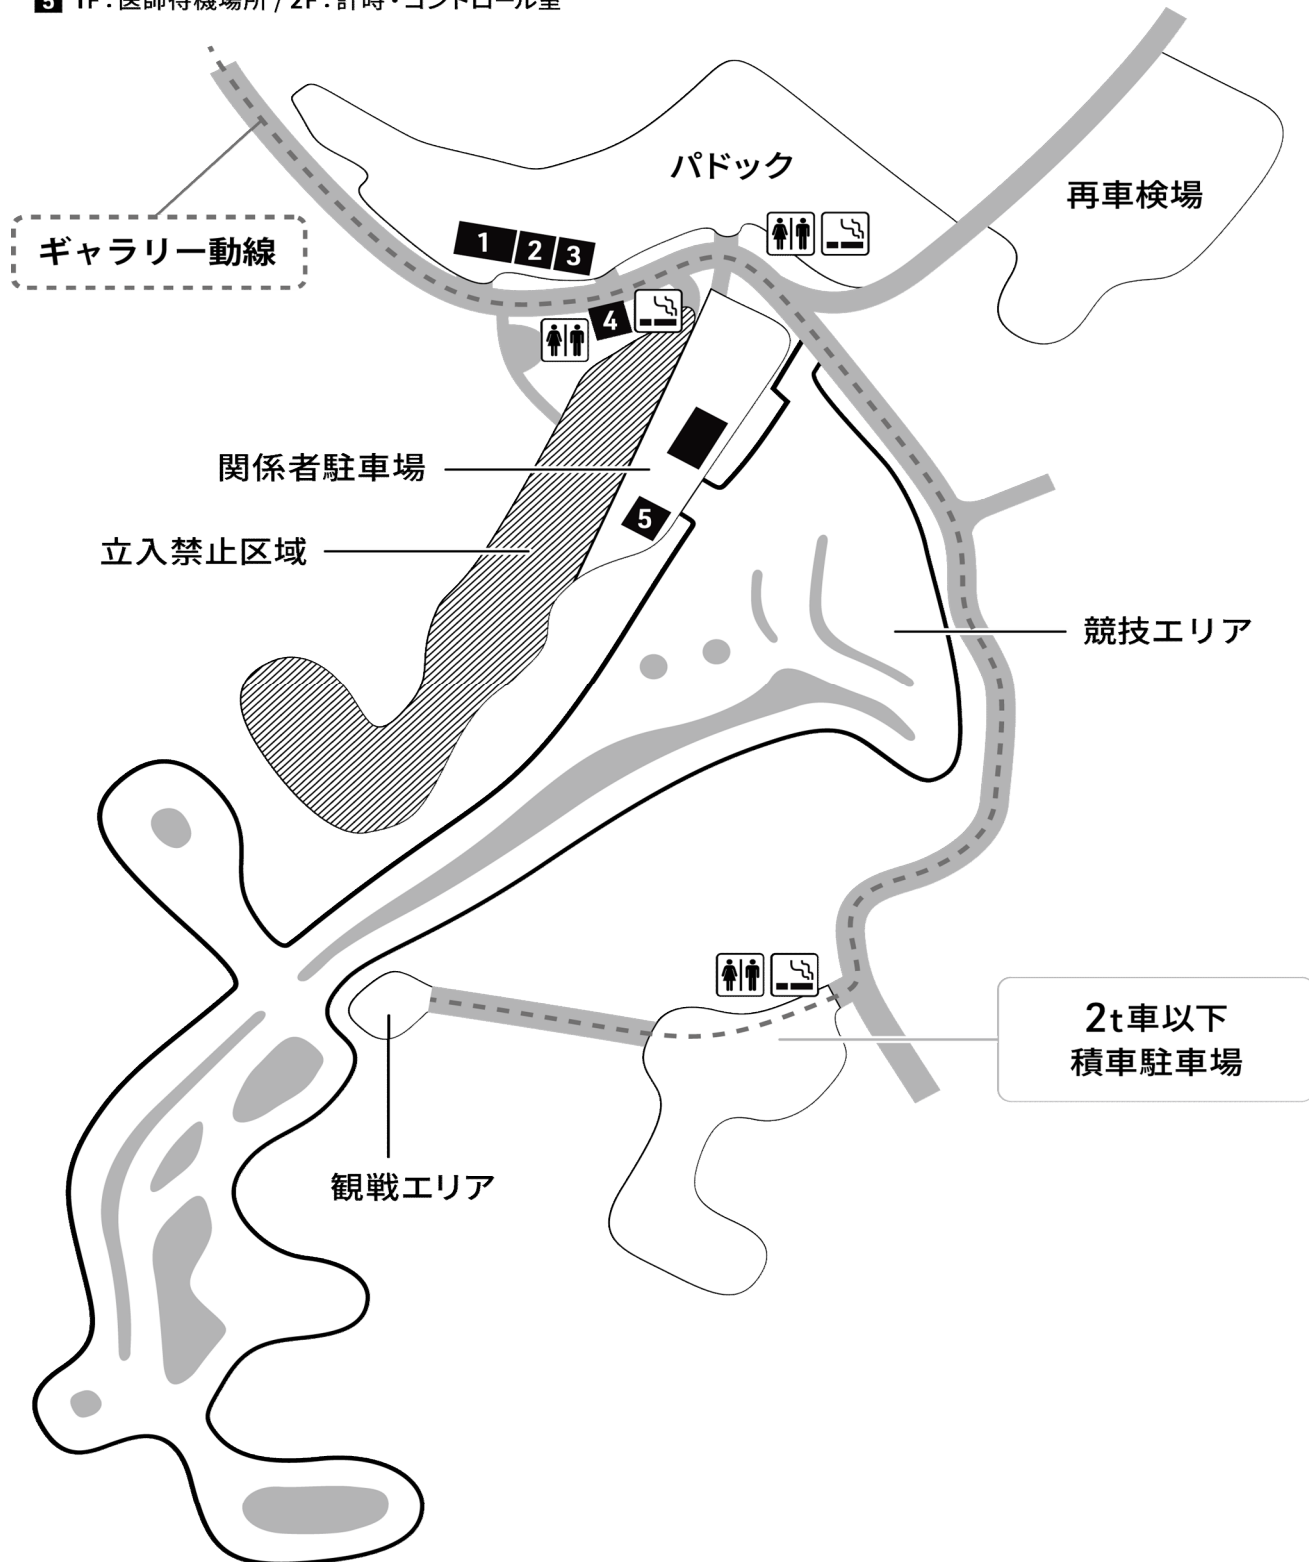 5 1F：医師待機場所 / 2F：計時・コントロール室
パドック
再車検場
ギャラリー動線
1
2
3
4
関係者駐車場
5
立入禁止区域
競技エリア
2t車以下
積車駐車場
観戦エリア